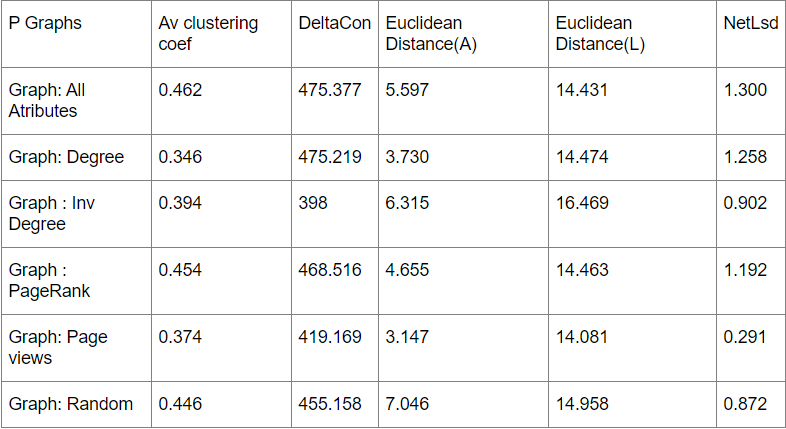 P Graphs Av clustering coef DeltaCon Euclidean Distance(A) Euclidean Distance(L) NetLsd
Graph: All Atributes 0.462 475.377 5.597 14.431 1.300
Graph: Degree 0.346 475.219 3.730 14.474 1.258
Graph : Inv Degree 0.394 398 6.315 16.469 0.902
Graph : PageRank 0.454 468.516 4.655 14.463 1.192
Graph: Page views 0.374 419.169 3.147 14.081 0.291
Graph: Random 0.446 455.158 7.046 14.958 0.872